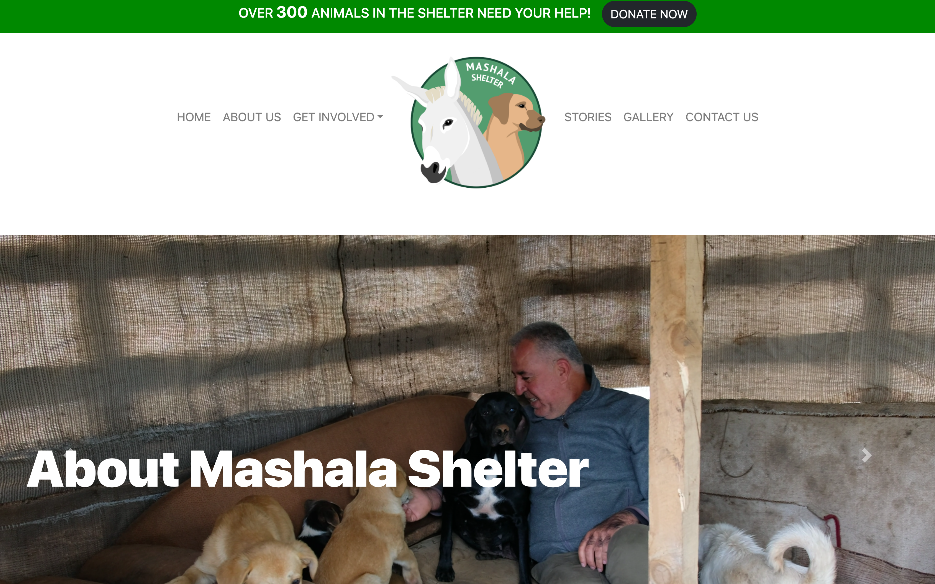 OVER 300 ANIMALS IN THE SHELTER NEED YOUR HELP! DONATE NOW
MASHALA
SHELTER
HOME ABOUT US GET INVOLVED STORIES GALLERY CONTACT US
About Mashala Shelter